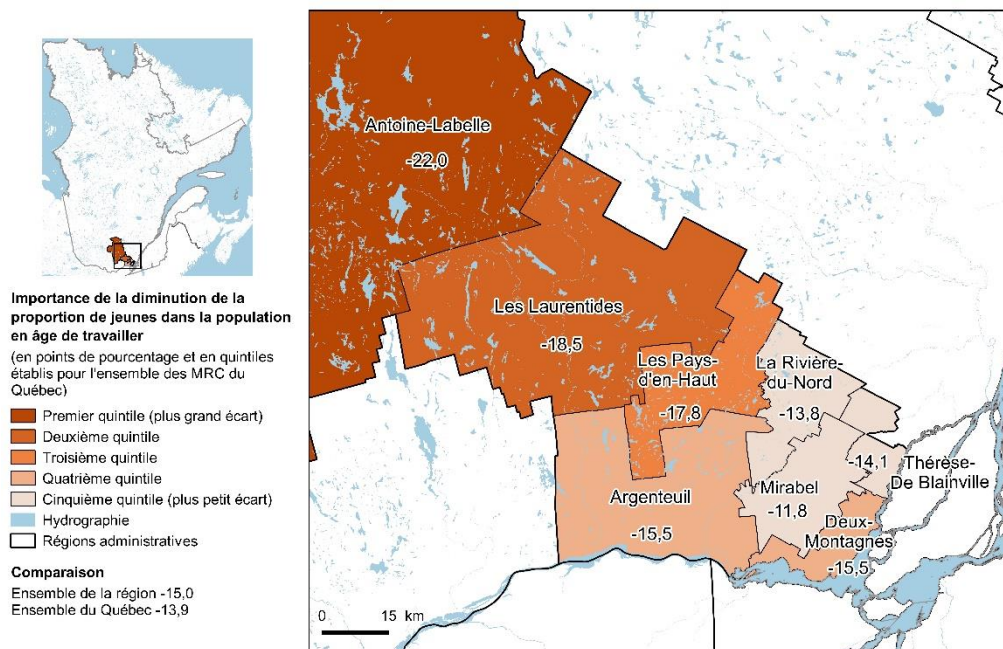 Importance de la diminution de la
proportion de jeunes dans la population
en âge de travailler
(en points de pourcentage et en quintiles
établis pour l'ensemble des MRC du
Québec)
Premier quintile (plus grand écart)
Deuxième quintile
Troisième quintile
Quatrième quintile
Cinquième quintile (plus petit écart)
Hydrographie
Régions administratives
Comparaison
Ensemble de la région -15,0
Ensemble du Québec -13,9
Antoine-Labelle
-22,0
Les Laurentides
-18,5
Les Pays-
d'en-Haut
-17,8
La Rivière-
du-Nord
-13,8
-14,1
Thérèse-
De Blainville
Argenteuil
-15,5
Mirabel
-11,8
Deux-
Montagnes
-15,5
0 15 km